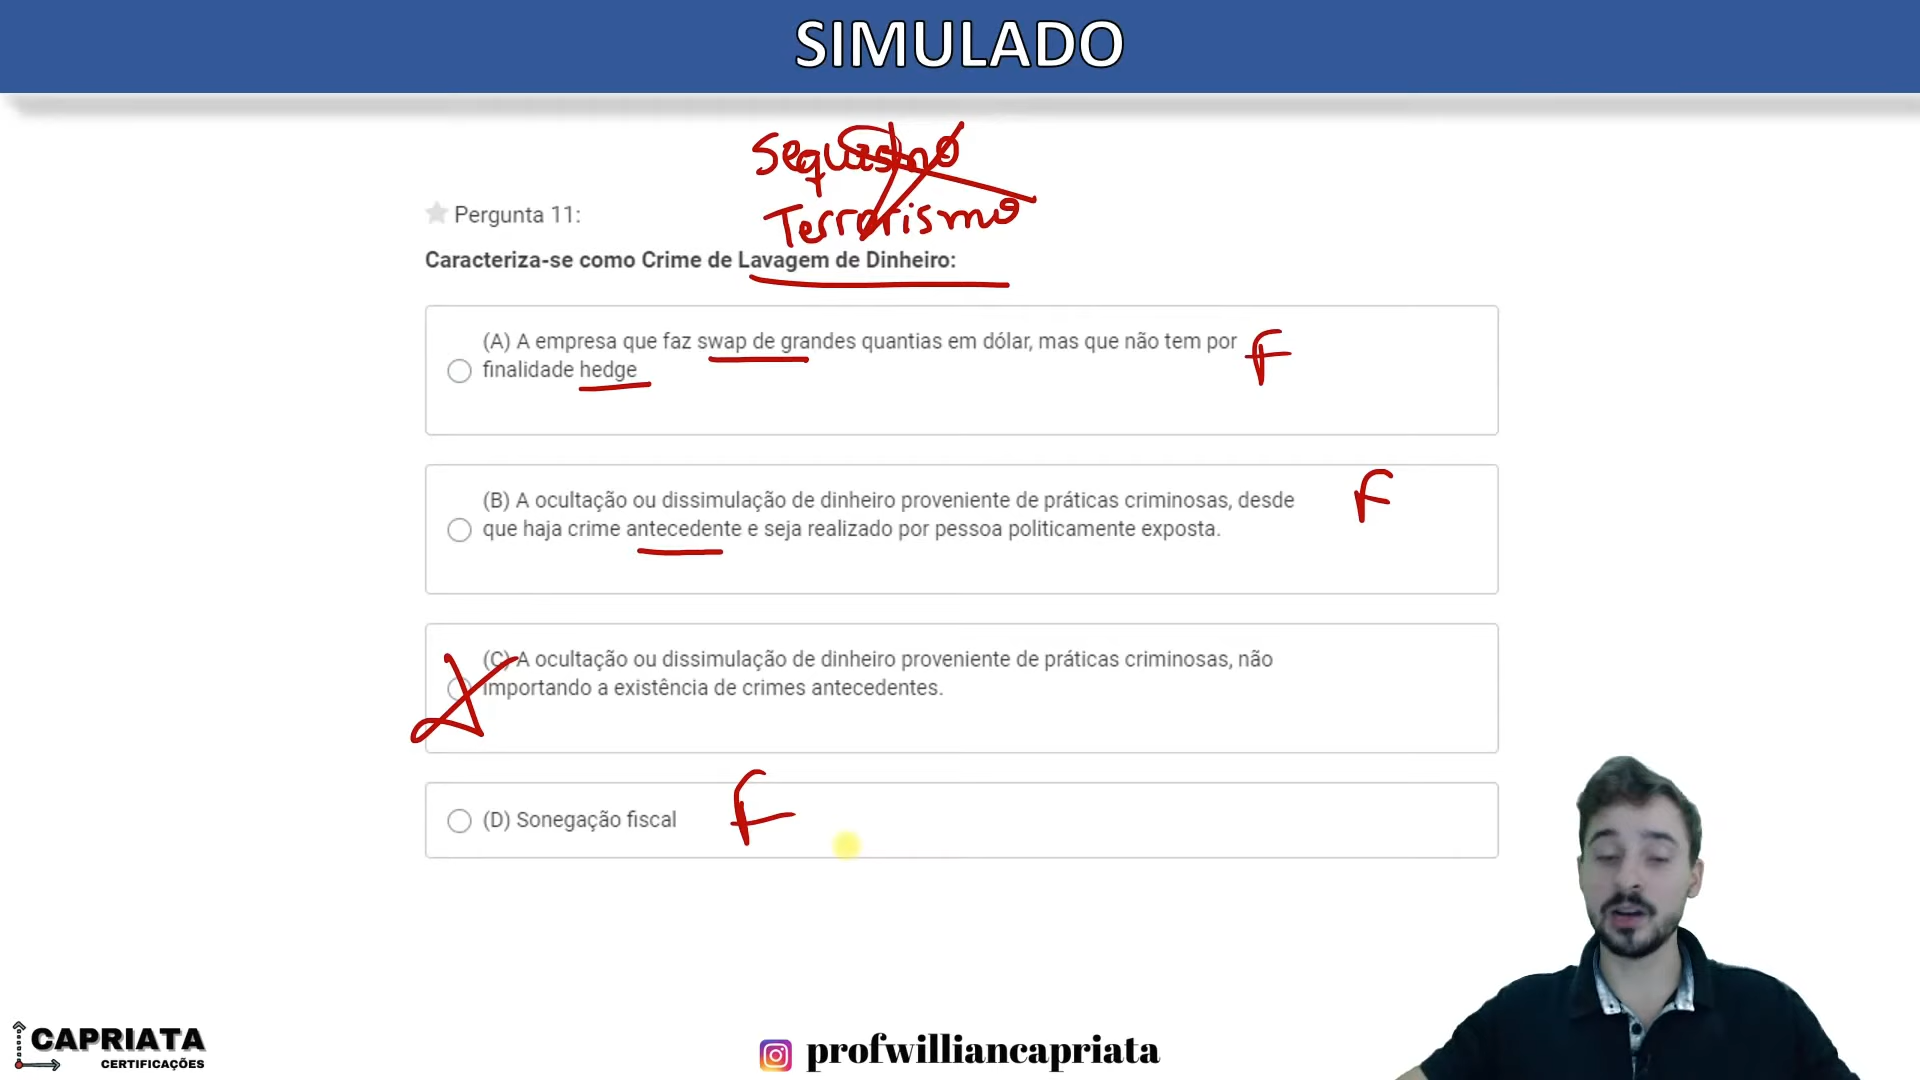 SIMULADO
Sequestro
Terrorismo
Pergunta 11:
Caracteriza-se como Crime de Lavagem de Dinheiro:
(A) A empresa que faz swap de grandes quantias em dólar, mas que não tem por
finalidade hedge
F
(B) A ocultação ou dissimulação de dinheiro proveniente de práticas criminosas, desde
que haja crime antecedente e seja realizado por pessoa politicamente exposta.
F
(C) A ocultação ou dissimulação de dinheiro proveniente de práticas criminosas, não
importando a existência de crimes antecedentes.
(D) Sonegação fiscal
F
CAPRIATA
CERTIFICAÇÕES
profwilliancapriata